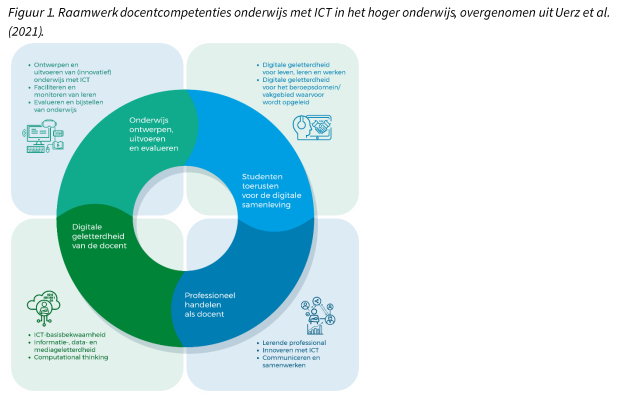 Figuur 1. Raamwerk docentcompetenties onderwijs met ICT in het hoger onderwijs, overgenomen uit Uerz et al.
(2021).
• Ontwerpen en
uitvoeren van (innovatief)
onderwijs met ICT
• Faciliteren en
monitoren van leren
• Evalueren en bijstellen
van onderwijs
• Digitale geletterdheid
voor leven, leren en werken
• Digitale geletterdheid
voor het beroepsdomein/
vakgebied waarvoor
wordt opgeleid
Onderwijs
ontwerpen,
uitvoeren
en evalueren
Studenten
toerusten
voor de digitale
samenleving
Digitale
geletterdheid
van de docent
Professioneel
handelen
als docent
• ICT-basisbekwaamheid
• Informatie-, data- en
mediageletterdheid
• Computational thinking
• Lerende professional
• Innoveren met ICT
• Communiceren en
samenwerken